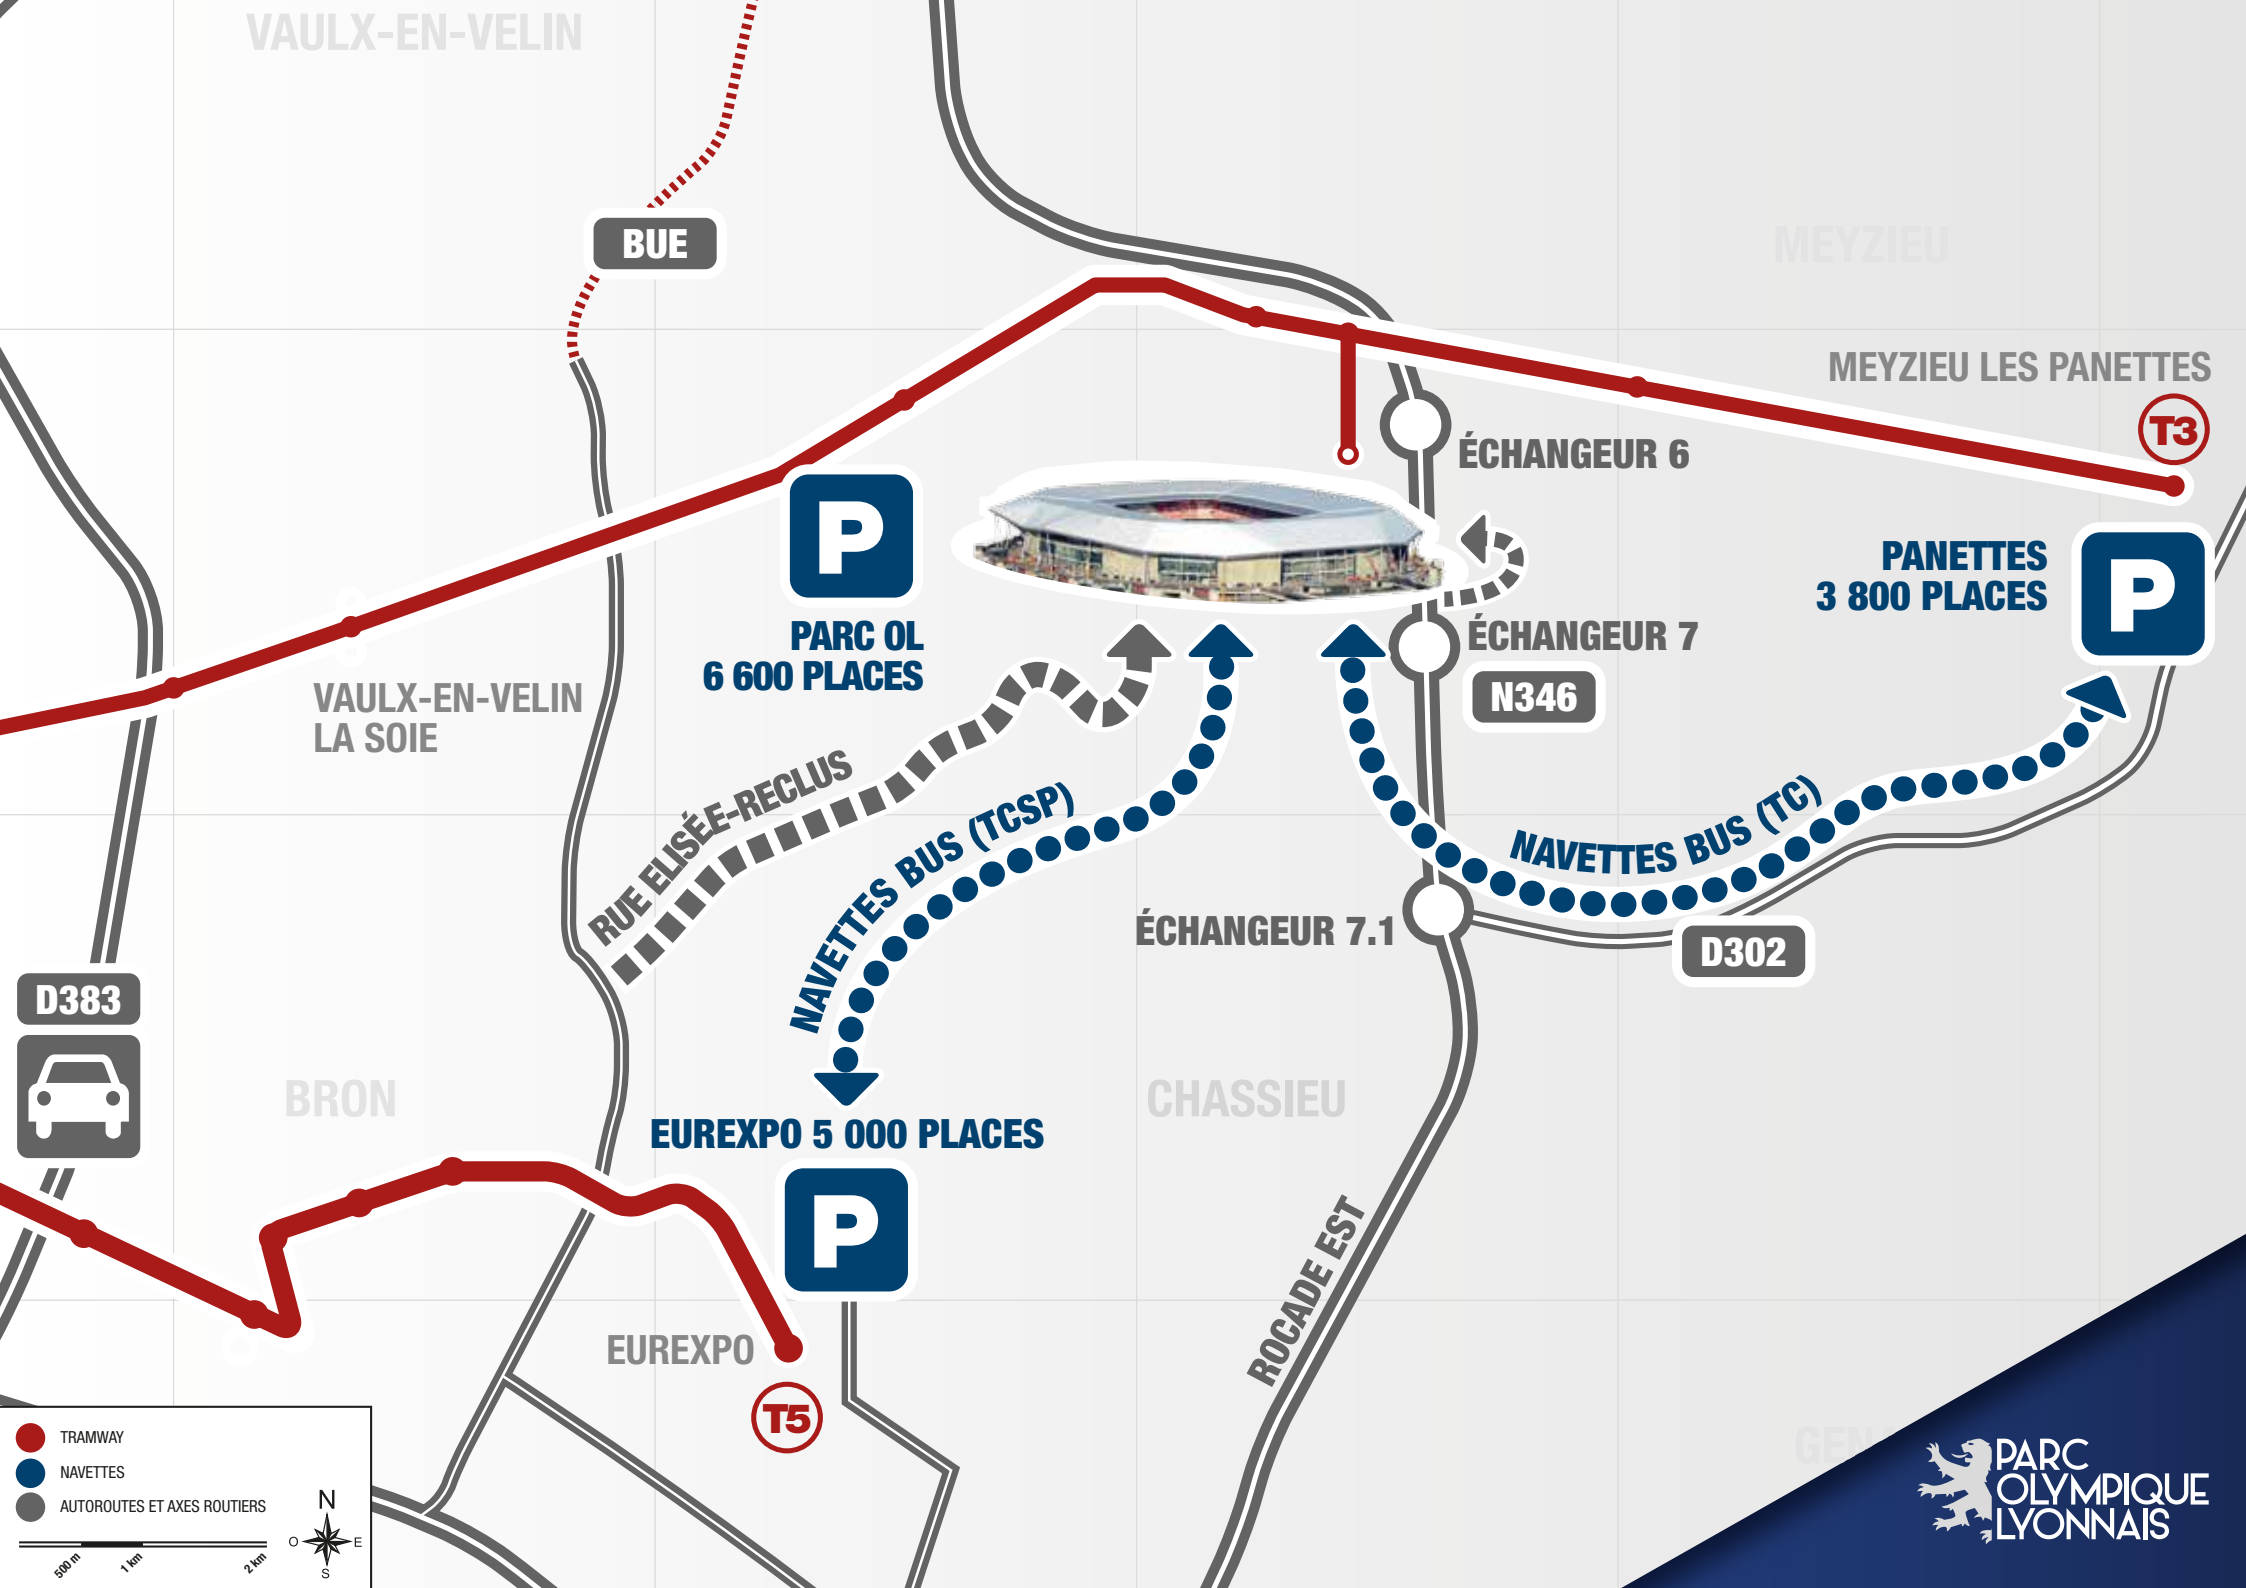 VAULX-EN-VELIN
BUE
MEYZIEU
MEYZIEU LES PANETTES
T3
ÉCHANGEUR 6
P
PARC OL
6 600 PLACES
PANETTES
3 800 PLACES
P
ÉCHANGEUR 7
N346
VAULX-EN-VELIN
LA SOIE
RUE ELISÉE-RECLUS
NAVETTES BUS (TCSP)
NAVETTES BUS (TC)
ÉCHANGEUR 7.1
D302
D383
BRON
CHASSIEU
EUREXPO 5 000 PLACES
P
ROCADE EST
EUREXPO
T5
TRAMWAY
NAVETTES
AUTOROUTES ET AXES ROUTIERS
500 m
1 km
2 km
N
O
E
S
PARC
OLYMPIQUE
LYONNAIS